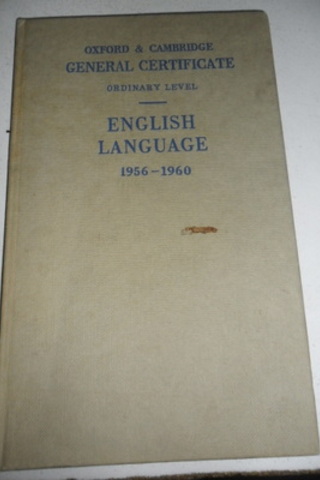 OXFORD & CAMBRIDGE
GENERAL CERTIFICATE
ORDINARY LEVEL
ENGLISH
LANGUAGE
1956–1960